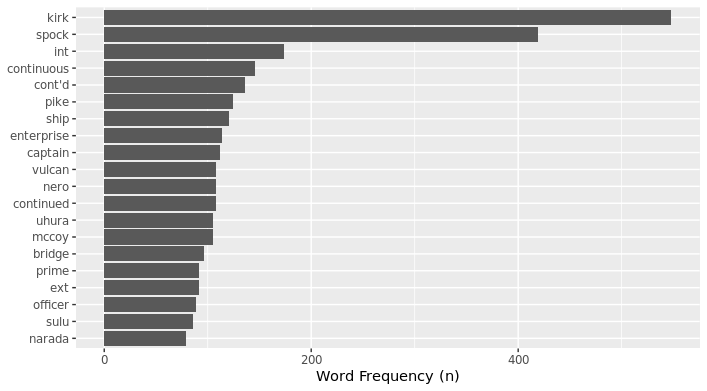 kirk
spock
int
continuous
cont'd
pike
ship
enterprise
captain
vulcan
nero
continued
uhura
mccoy
bridge
prime
ext
officer
sulu
narada
0 200 400
Word Frequency (n)